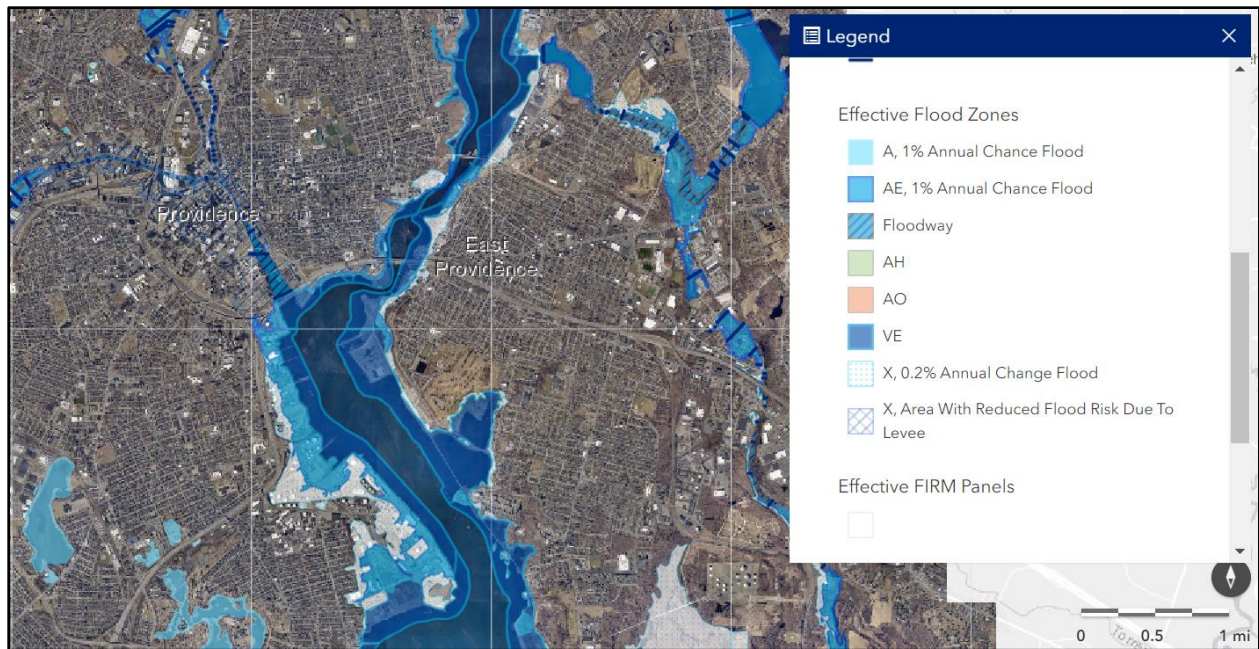 Legend
Effective Flood Zones
A, 1% Annual Chance Flood
AE, 1% Annual Chance Flood
Floodway
AH
AO
VE
X, 0.2% Annual Change Flood
X, Area With Reduced Flood Risk Due To
Levee
Effective FIRM Panels
Providence
East
Providence
0 0.5 1 mi